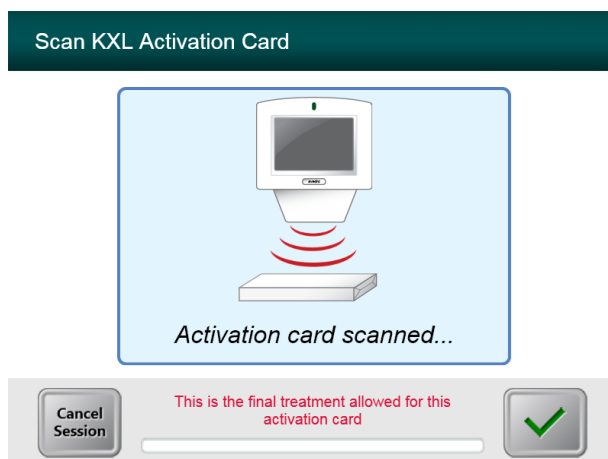 Scan KXL Activation Card
Activation card scanned...
Cancel
Session
This is the final treatment allowed for this
activation card